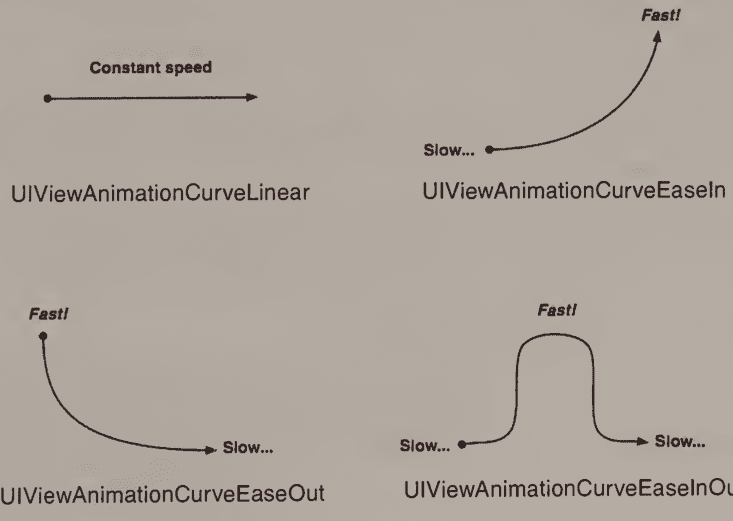 Fast!
Constant speed
Slow...
UIViewAnimationCurveLinear
UIViewAnimationCurveEaseIn
Fast!
Fast!
Slow...
Slow...
Slow...
UIViewAnimationCurveEaseOut
UIViewAnimationCurveEaseInOu